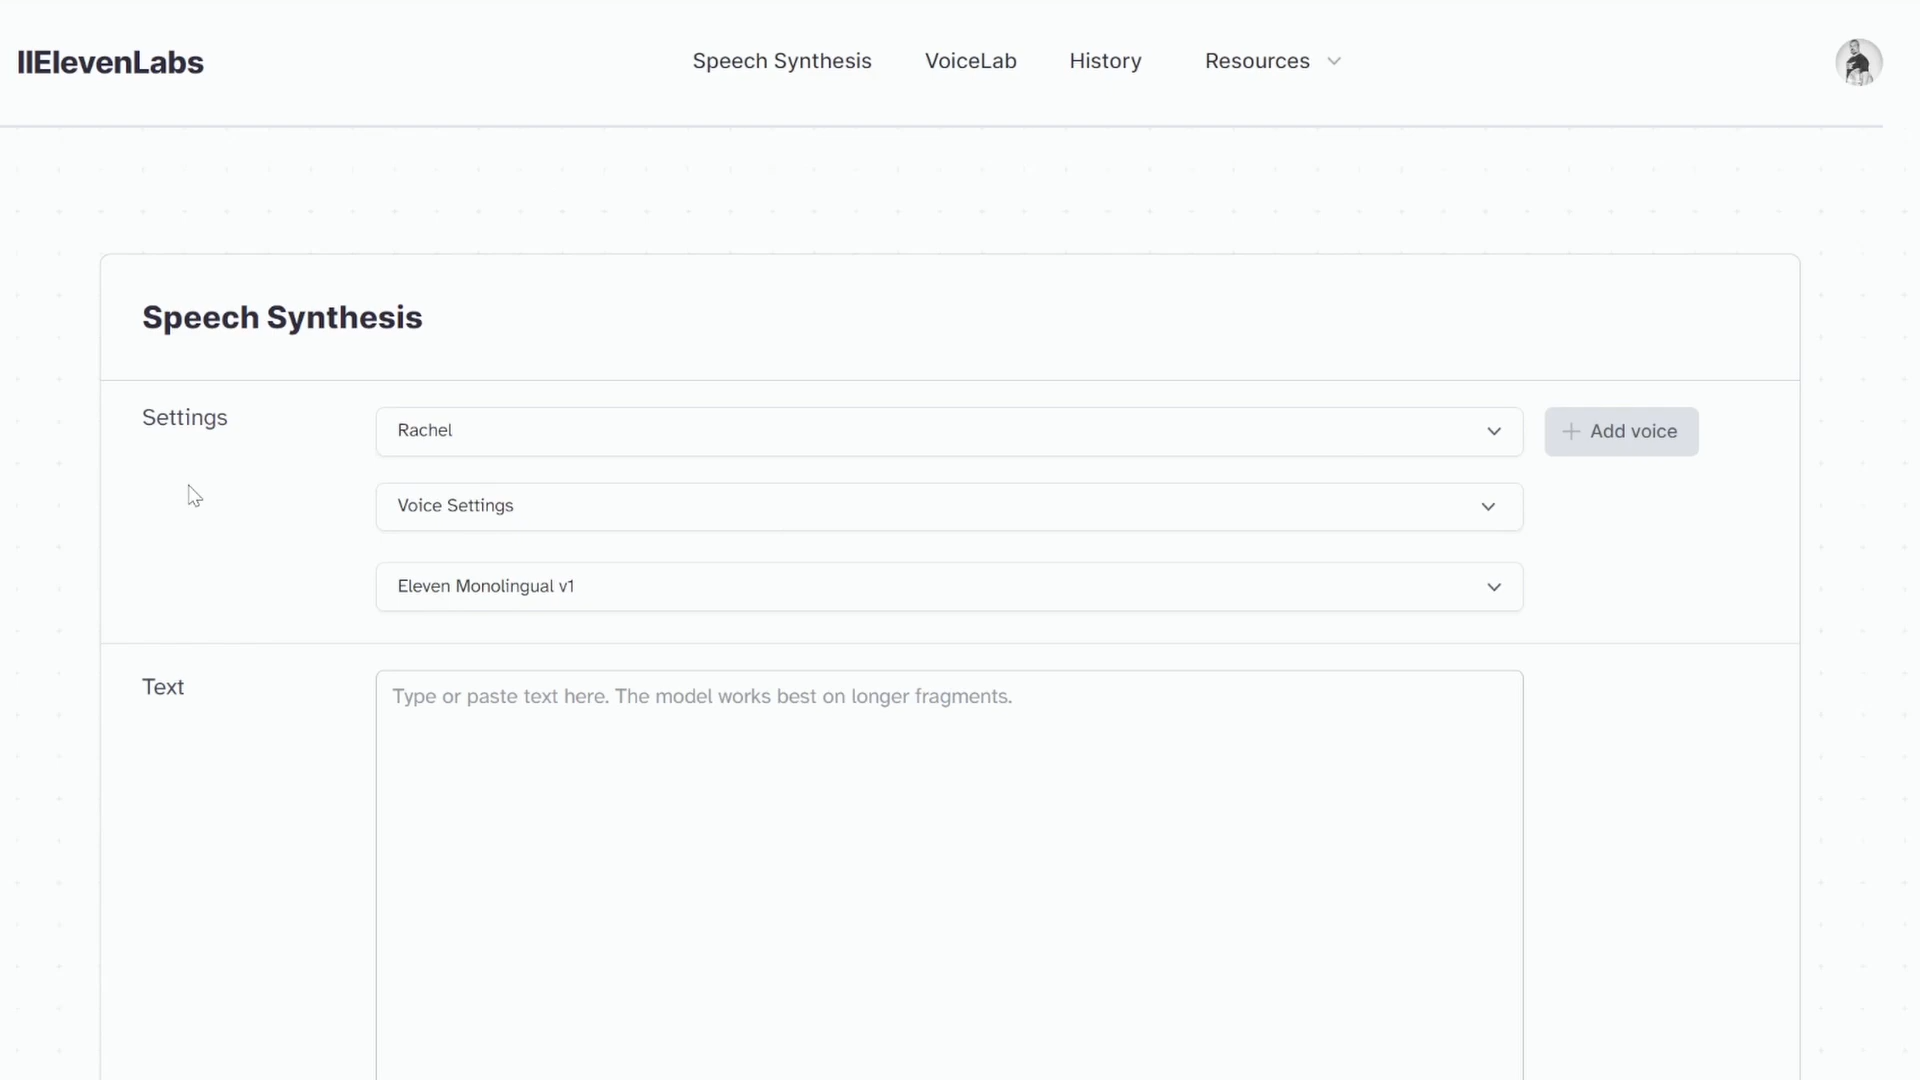 IIElevenLabs
Speech Synthesis
VoiceLab
History
Resources
Speech Synthesis
Settings
Rachel
+ Add voice
Voice Settings
Eleven Monolingual v1
Text
Type or paste text here. The model works best on longer fragments.